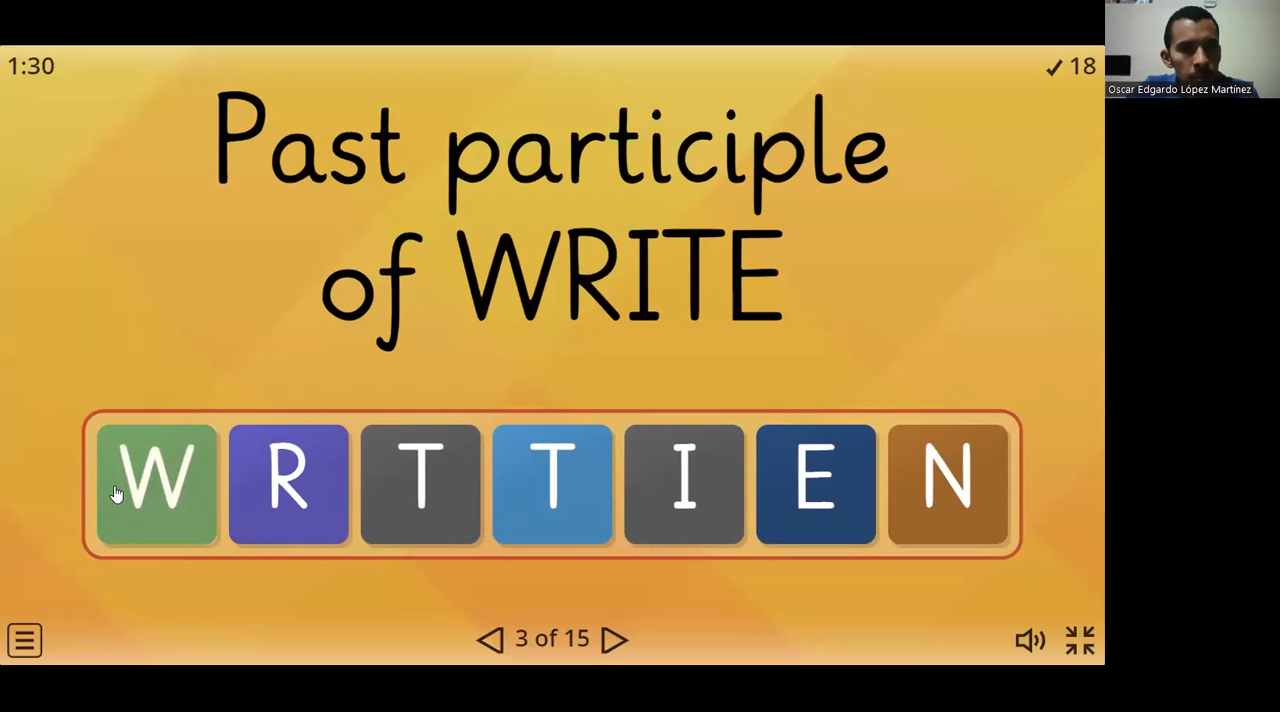 1:30
✓ 18
Oscar Edgardo López Martínez
Past participle
of WRITE
W R T T I E N
3 of 15